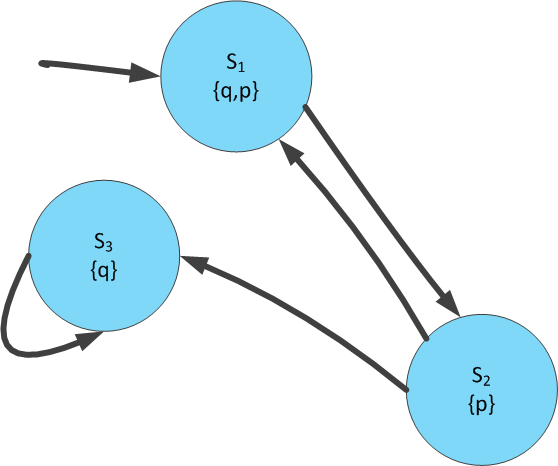 S₁
{q,p}
S₃
{q}
S₂
{p}